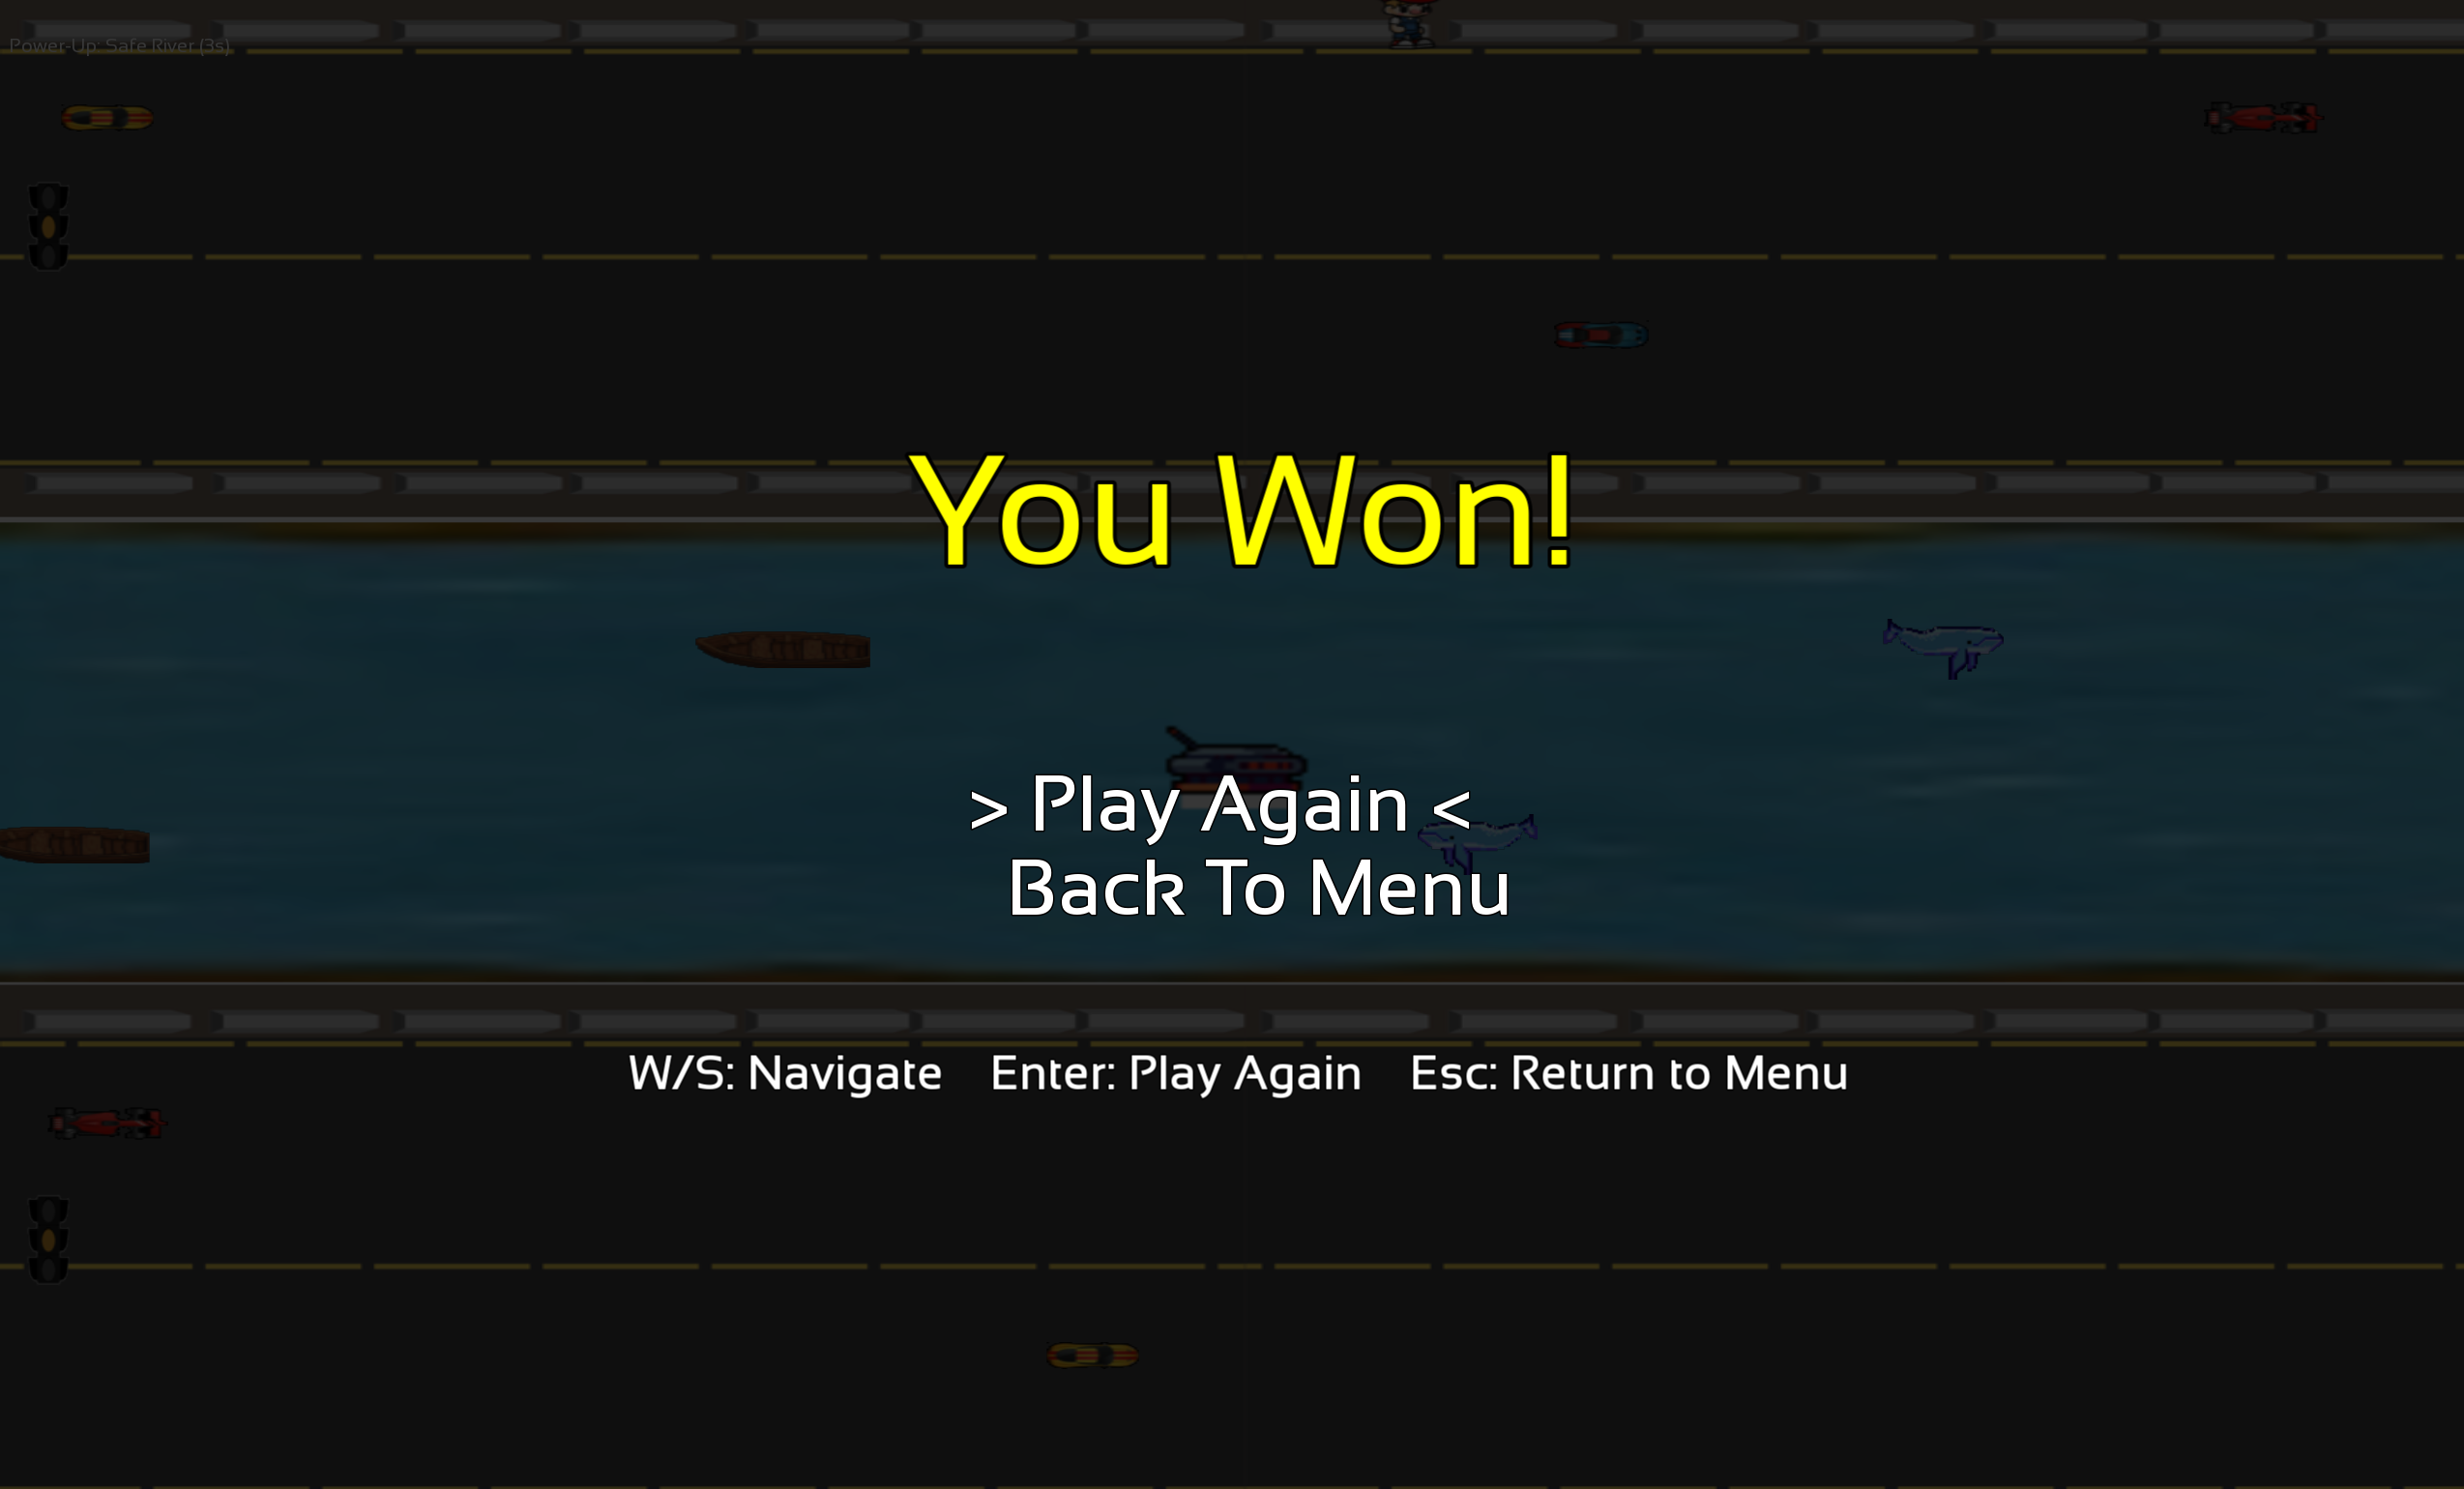 Power-Up: Safe River (3s)
You Won!
> Play Again <
Back To Menu
W/S: Navigate    Enter: Play Again    Esc: Return to Menu